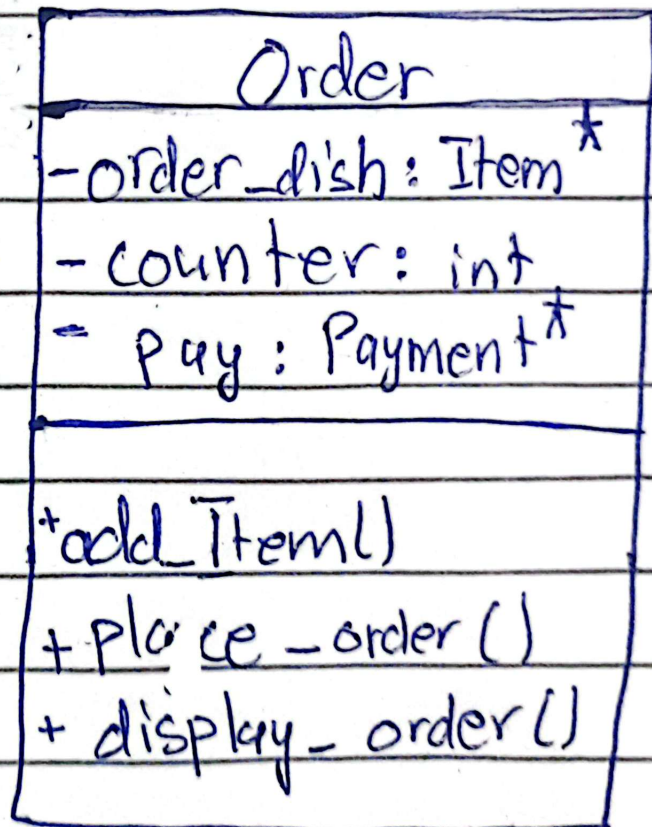 Order
-order_dish: Item*
- counter: int
- pay: Payment*
+add_Item()
+ place_order()
+ display_order()